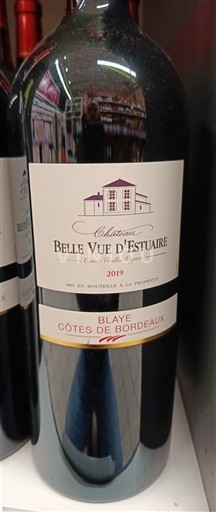 Château
BELLE VUE D'ESTUAIRE
2019
MIS EN BOUTEILLE À LA PROPRIÉTÉ
BLAYE
CÔTES DE BORDEAUX